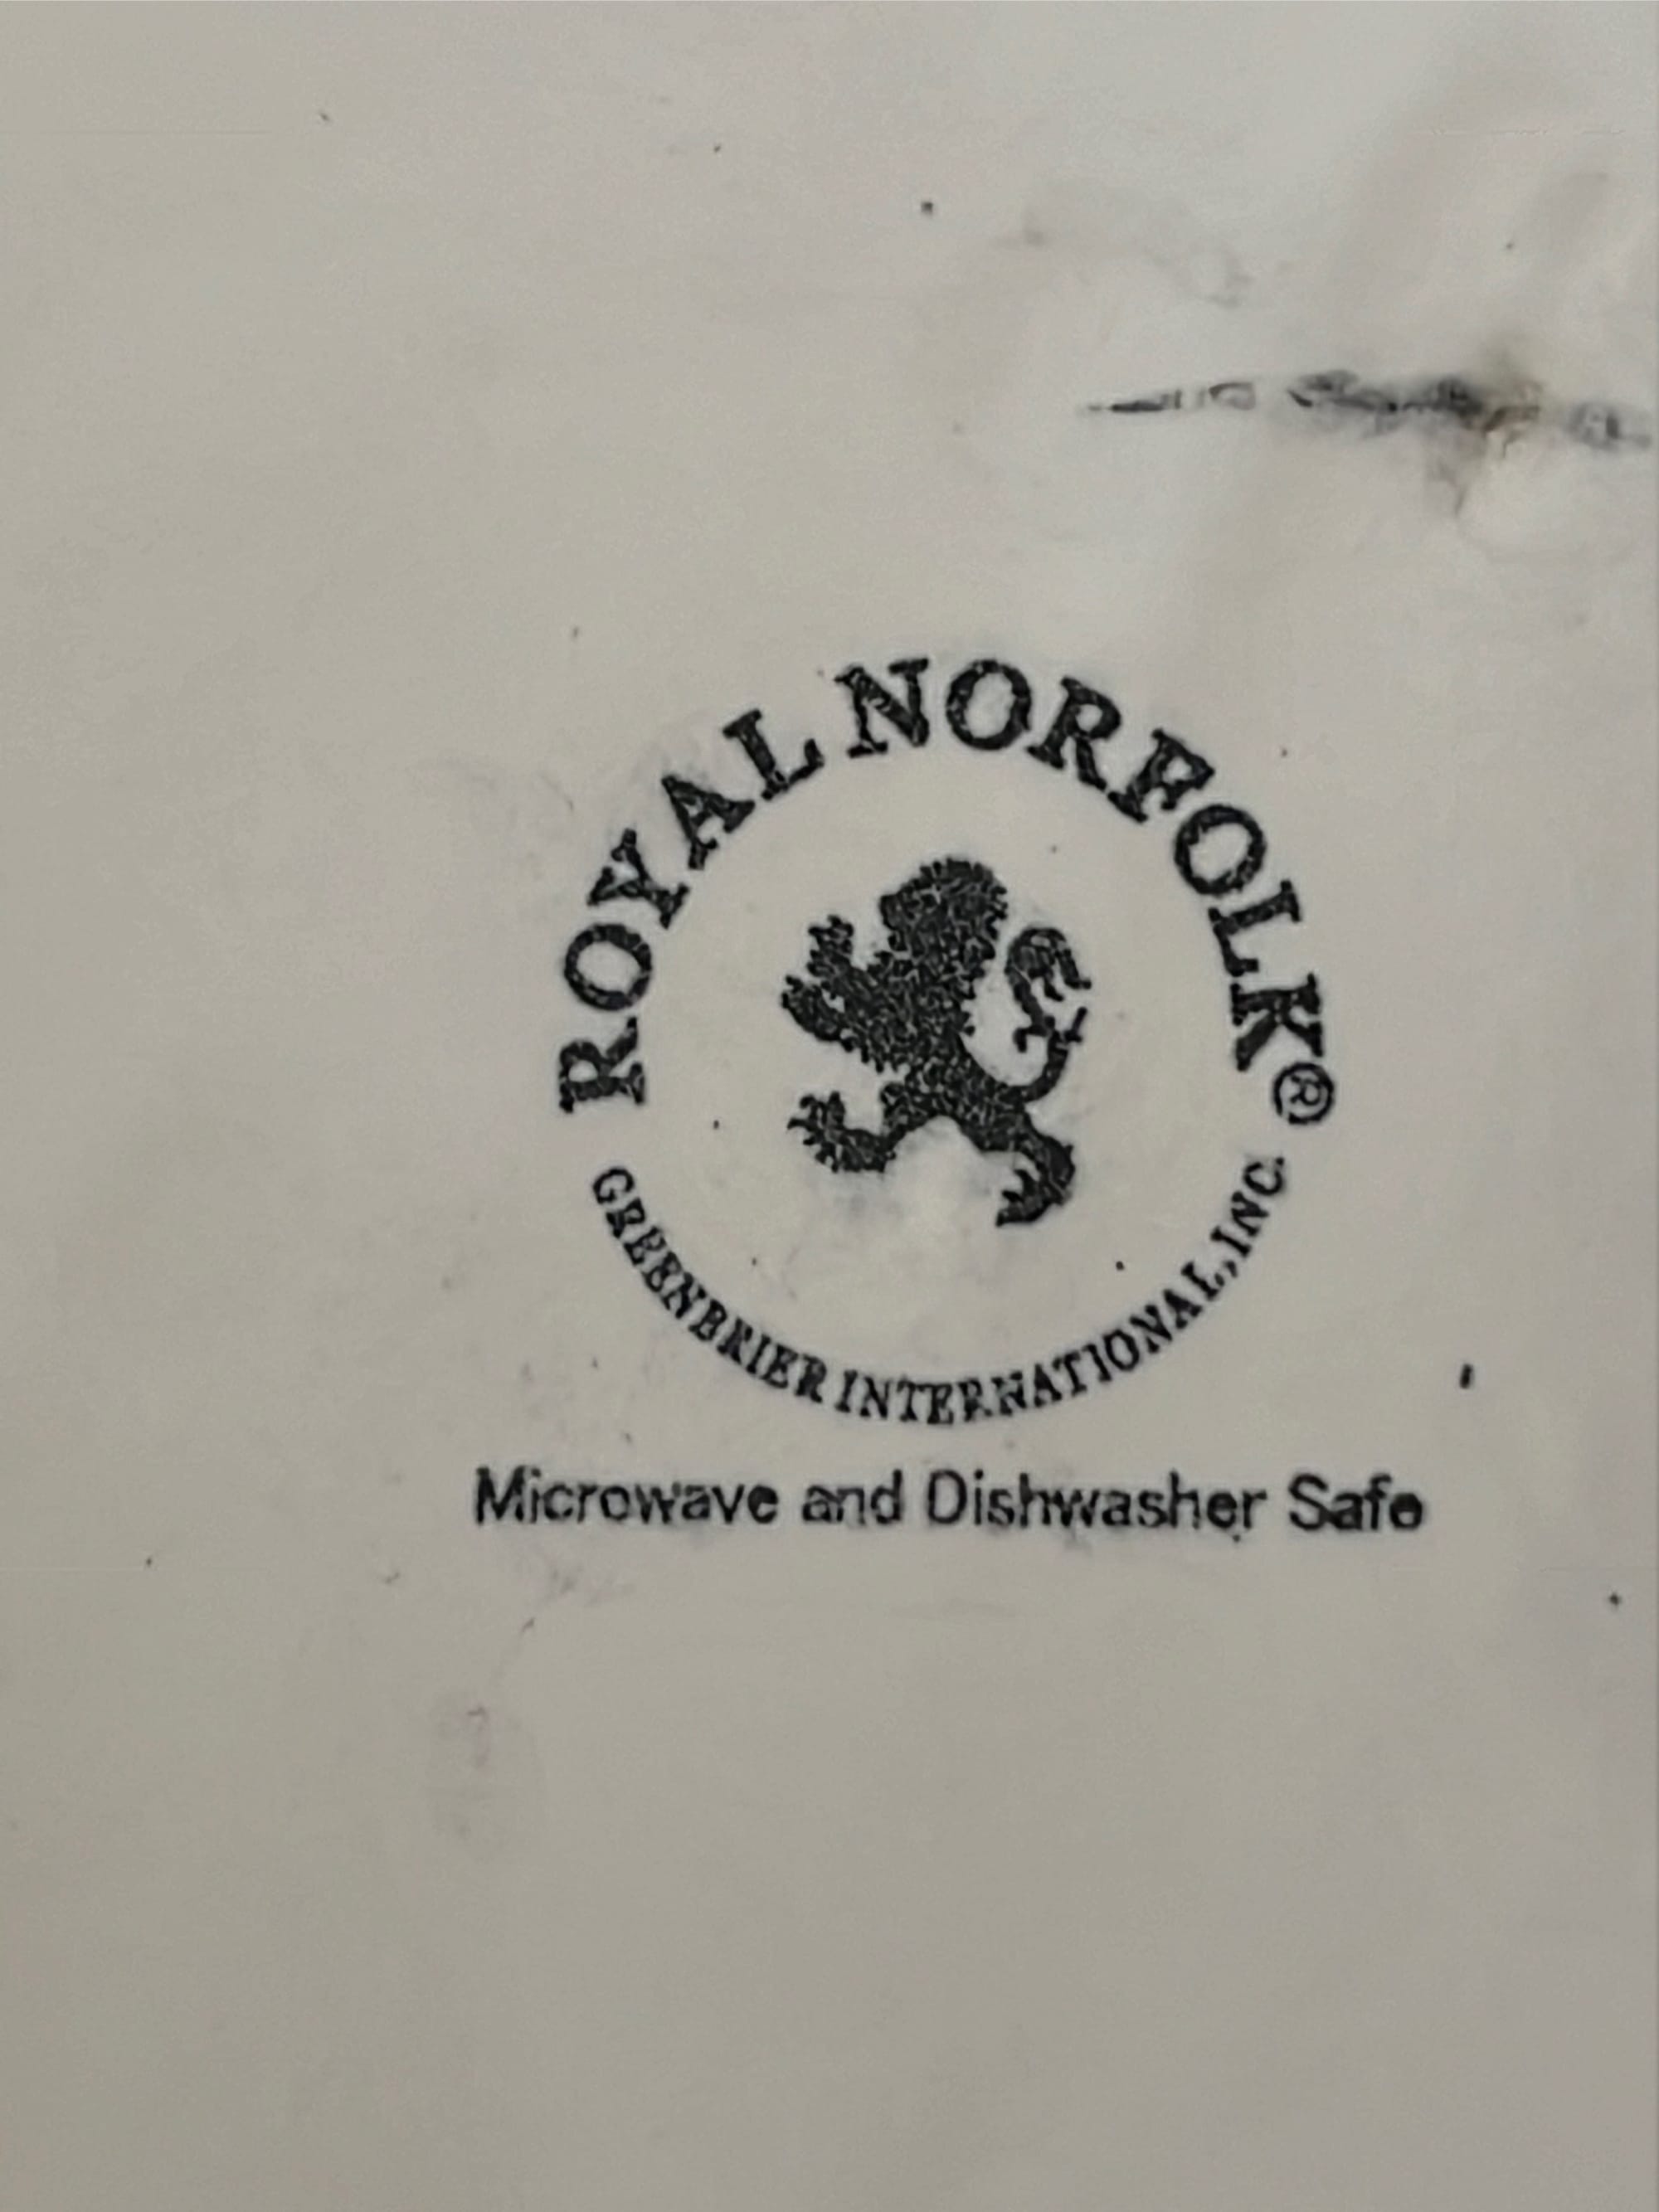 ROYAL NORFOLK®
GREENBRIER INTERNATIONAL, INC.
Microwave and Dishwasher Safe